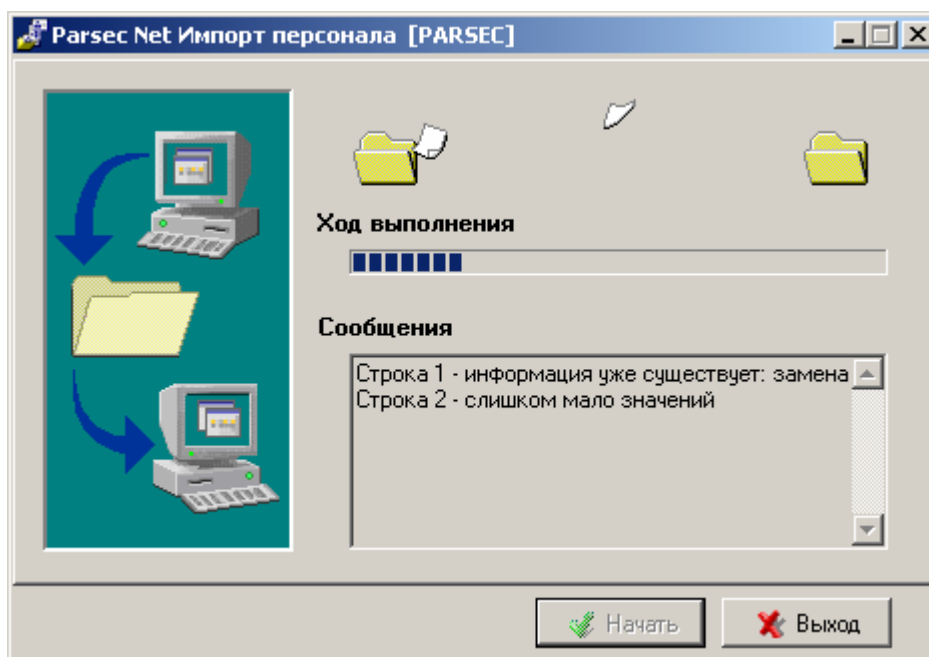 Parsec Net Импорт персонала [PARSEC]
Ход выполнения
Сообщения
Строка 1 - информация уже существует: замена
Строка 2 - слишком мало значений
Начать
Выход